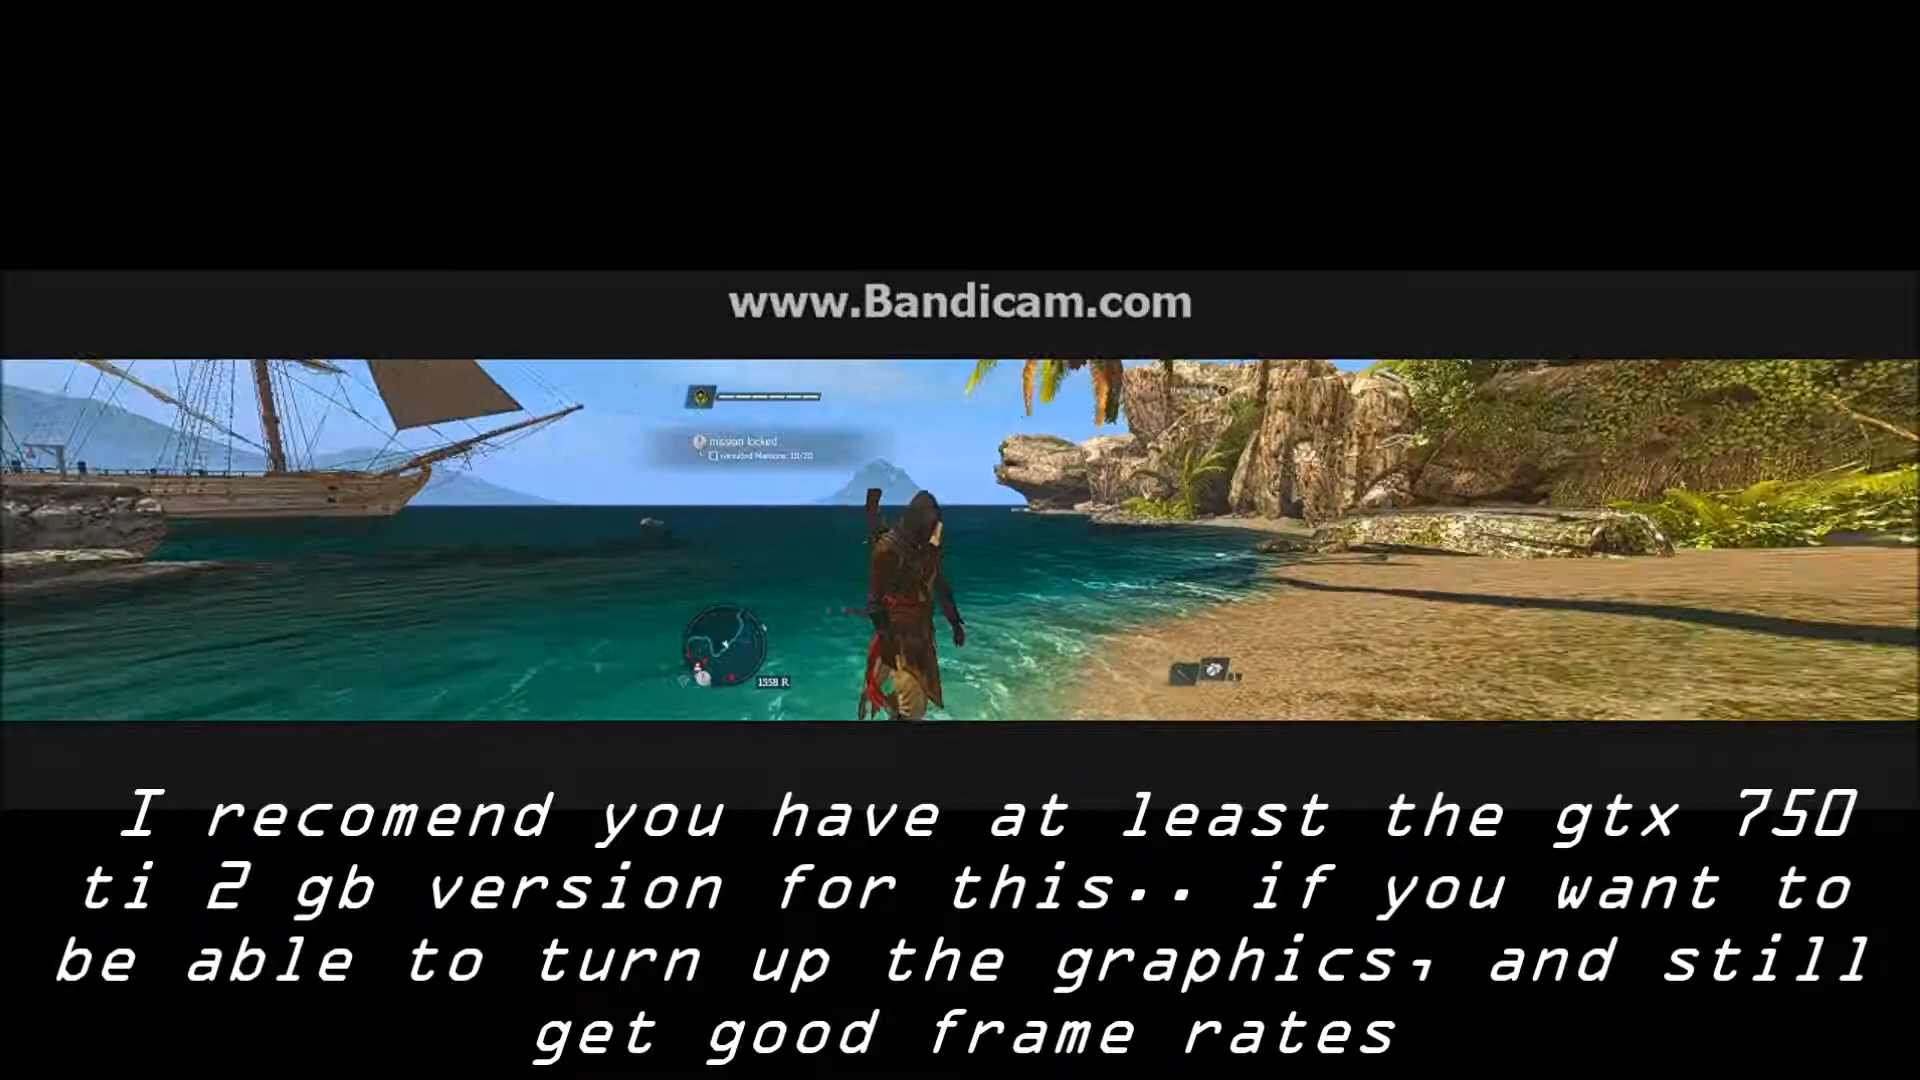 www.Bandicam.com
mission locked
1558 R
I recomend you have at least the gtx 750
ti 2 gb version for this.. if you want to
be able to turn up the graphics, and still
get good frame rates